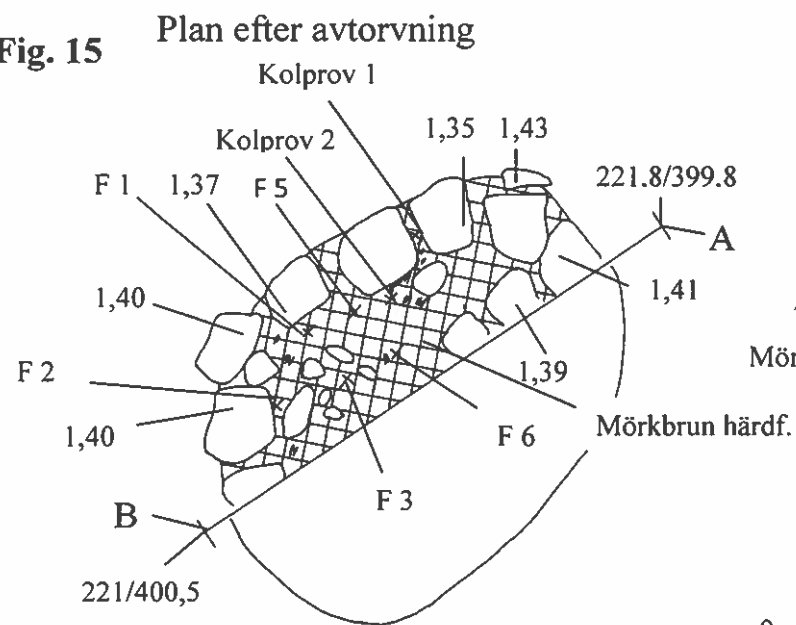 Fig. 15
Plan efter avtorvning
Kolprov 1
Kolprov 2
1,35
1,43
F 1
1,37
F 5
221.8/399.8
A
1,40
1,41
F 2
1,39
1,40
F 6
Mörkbrun härdf.
F 3
B
221/400,5